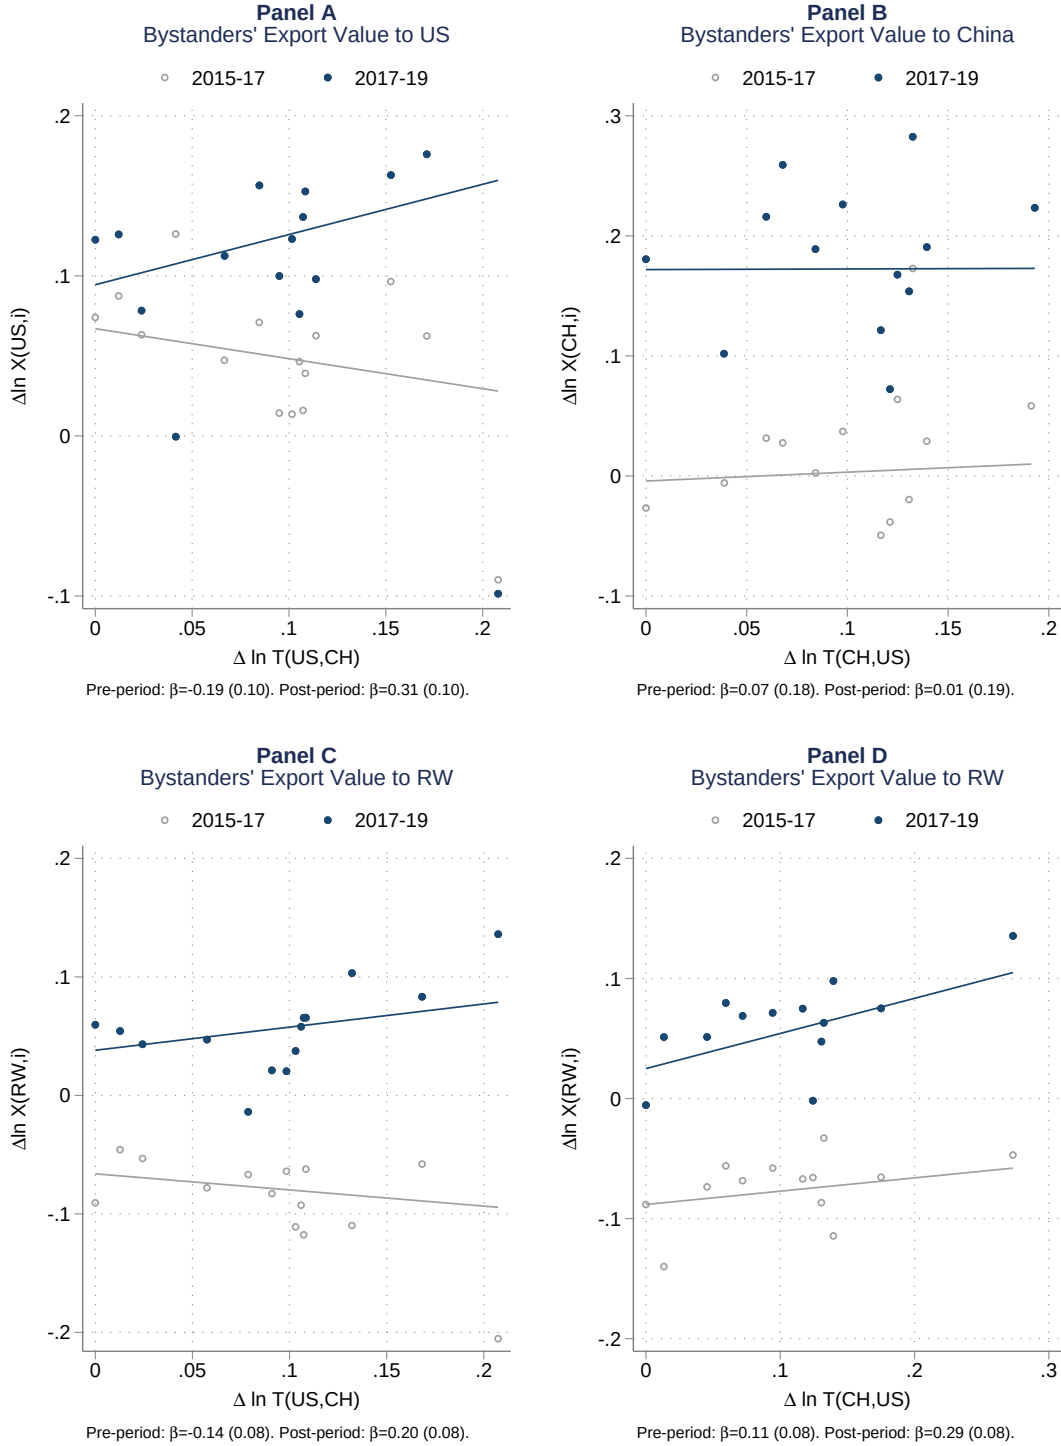 Panel A
Bystanders' Export Value to US
2015-17 2017-19
.2
.1
0
-.1
Δln X(US,i)
0 .05 .1 .15 .2
Δ ln T(US,CH)
Pre-period: β=-0.19 (0.10). Post-period: β=0.31 (0.10).
Panel B
Bystanders' Export Value to China
2015-17 2017-19
.3
.2
.1
0
-.1
Δln X(CH,i)
0 .05 .1 .15 .2
Δ ln T(CH,US)
Pre-period: β=0.07 (0.18). Post-period: β=0.01 (0.19).
Panel C
Bystanders' Export Value to RW
2015-17 2017-19
.2
.1
0
-.1
-.2
Δln X(RW,i)
0 .05 .1 .15 .2
Δ ln T(US,CH)
Pre-period: β=-0.14 (0.08). Post-period: β=0.20 (0.08).
Panel D
Bystanders' Export Value to RW
2015-17 2017-19
.2
.1
0
-.1
-.2
Δln X(RW,i)
0 .1 .2 .3
Δ ln T(CH,US)
Pre-period: β=0.11 (0.08). Post-period: β=0.29 (0.08).